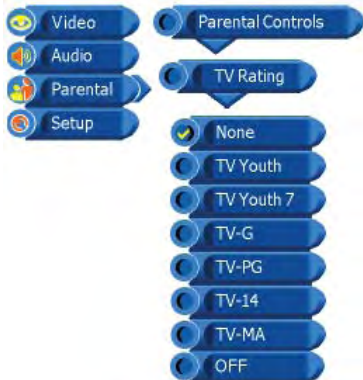 Video
Audio
Parental
Setup
Parental Controls
TV Rating
None
TV Youth
TV Youth 7
TV-G
TV-PG
TV-14
TV-MA
OFF